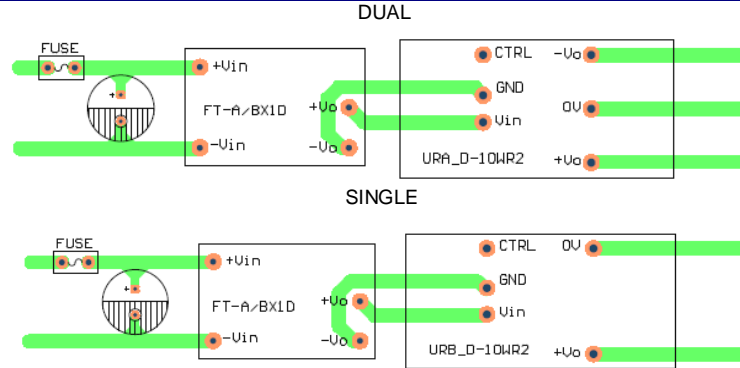 DUAL
FUSE
+Vin
CTRL
-Vo
+
FT-A/BX1D
+Vo
GND
0V
Vin
-Vin
-Vo
URA_D-10WR2
+Vo
SINGLE
FUSE
+Vin
CTRL
0V
+
FT-A/BX1D
+Vo
GND
Vin
-Vin
-Vo
URB_D-10WR2
+Vo